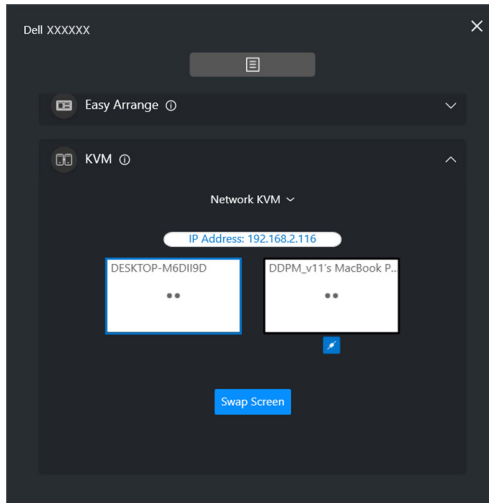 Dell XXXXXX
Easy Arrange
KVM
Network KVM
IP Address: 192.168.2.116
DESKTOP-M6DII9D
DDPM_v11's MacBook P..
Swap Screen